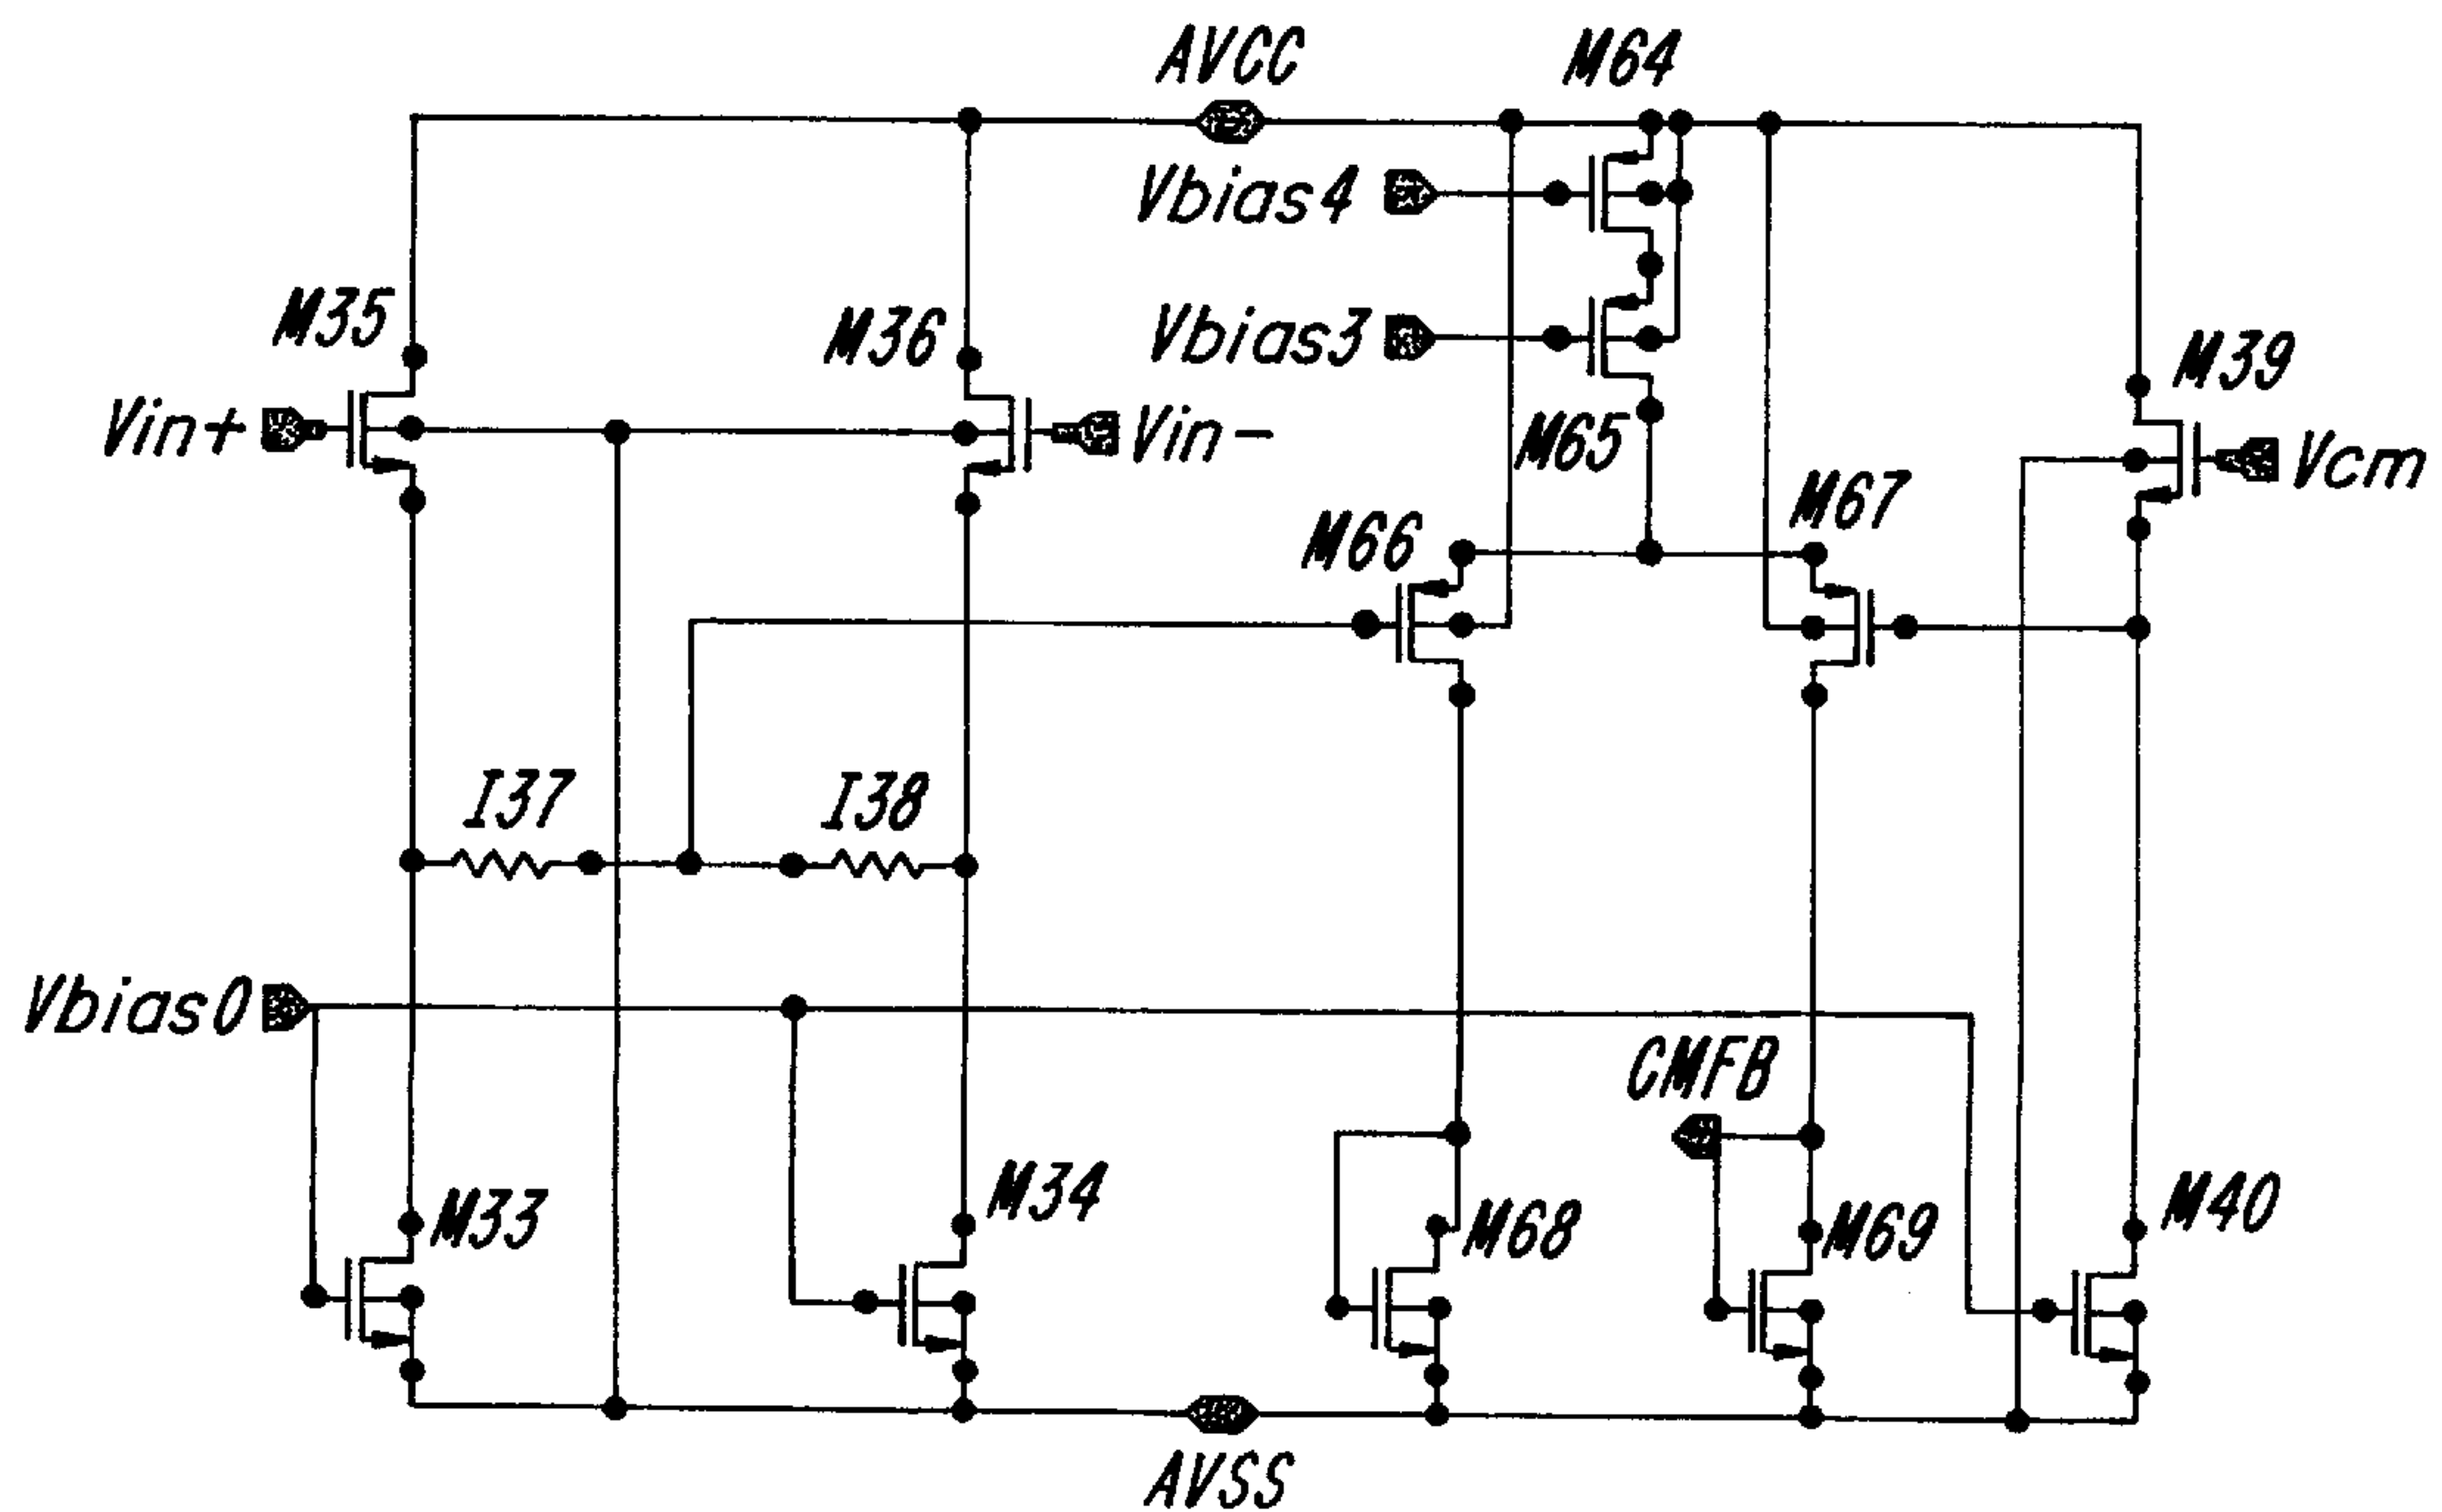 AVCC
M64
Vbias4
M35
M36
Vbias3
M39
Vin+
Vin-
M65
Vcm
M67
M66
I37
I38
Vbias0
CMFB
M33
M34
M68
M69
M40
AVSS